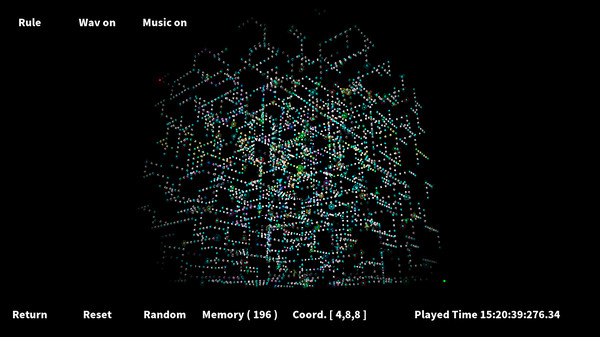 Rule Wav on Music on
Return Reset Random Memory ( 196 ) Coord. [ 4,8,8 ] Played Time 15:20:39:276.34